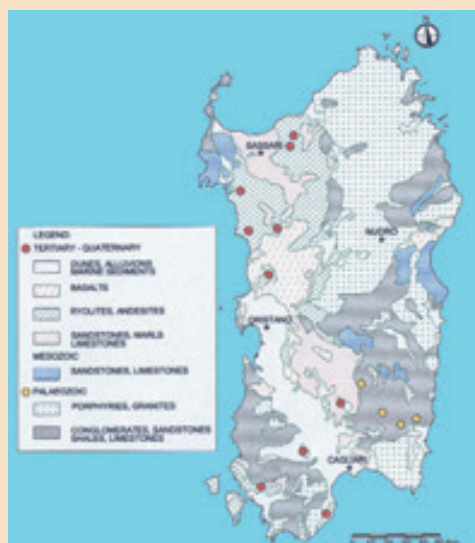 N
SASSARI
NUORO
ORISTANO
CAGLIARI
LEGEND:
TERTIARY - QUATERNARY
DUNES, ALLUVIONS,
MARINE SEDIMENTS
BASALTS
RYOLITES, ANDESITES
SANDSTONES, MARLS
LIMESTONES
MESOZOIC
SANDSTONES, LIMESTONES
PALAEOZOIC
PORPHYRIES, GRANITES
CONGLOMERATES, SANDSTONES
SHALES, LIMESTONES